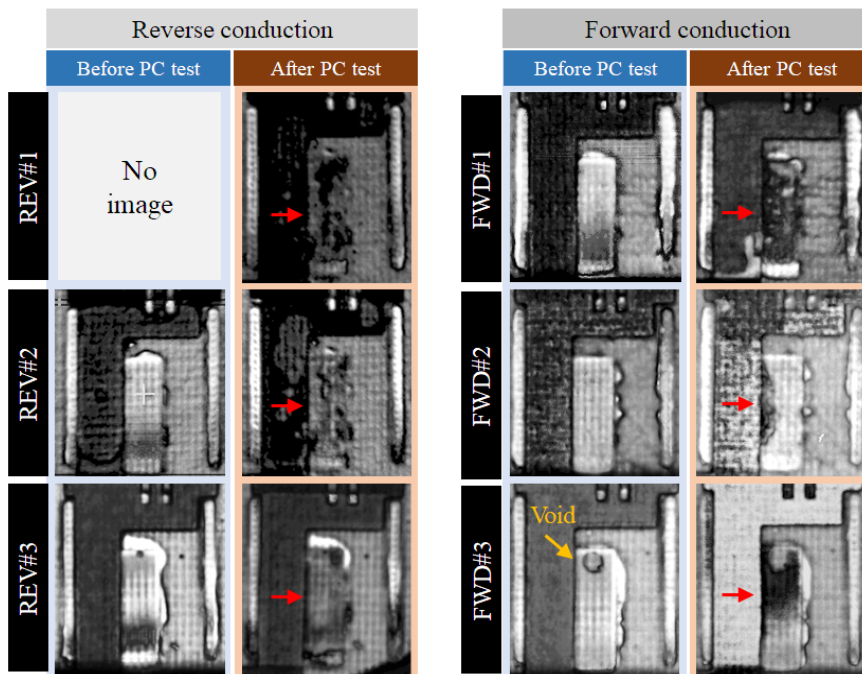 Reverse conduction
Before PC test
After PC test
REV#1
No
image
REV#2
REV#3
Forward conduction
Before PC test
After PC test
FWD#1
FWD#2
FWD#3
Void